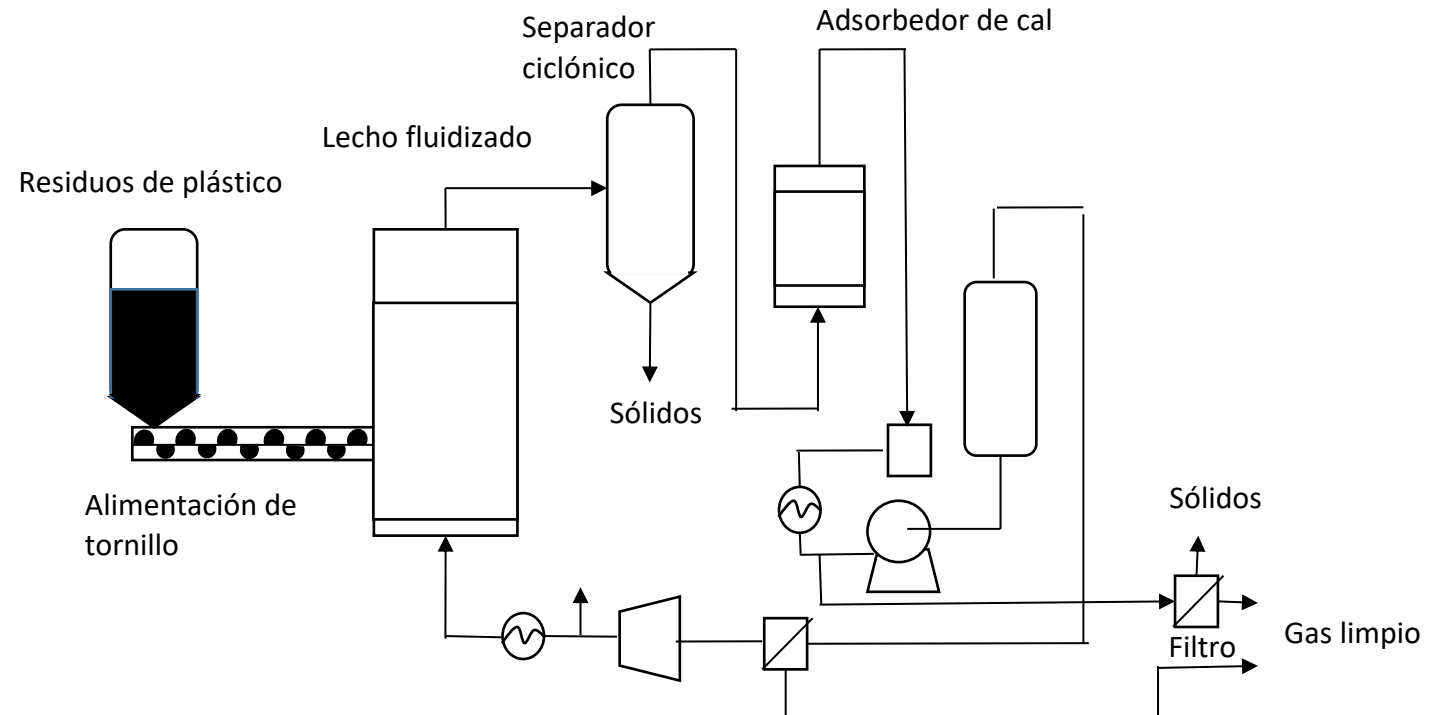 Separador
ciclónico
Adsorbedor de cal
Lecho fluidizado
Residuos de plástico
Sólidos
Alimentación de
tornillo
Sólidos
Filtro
Gas limpio